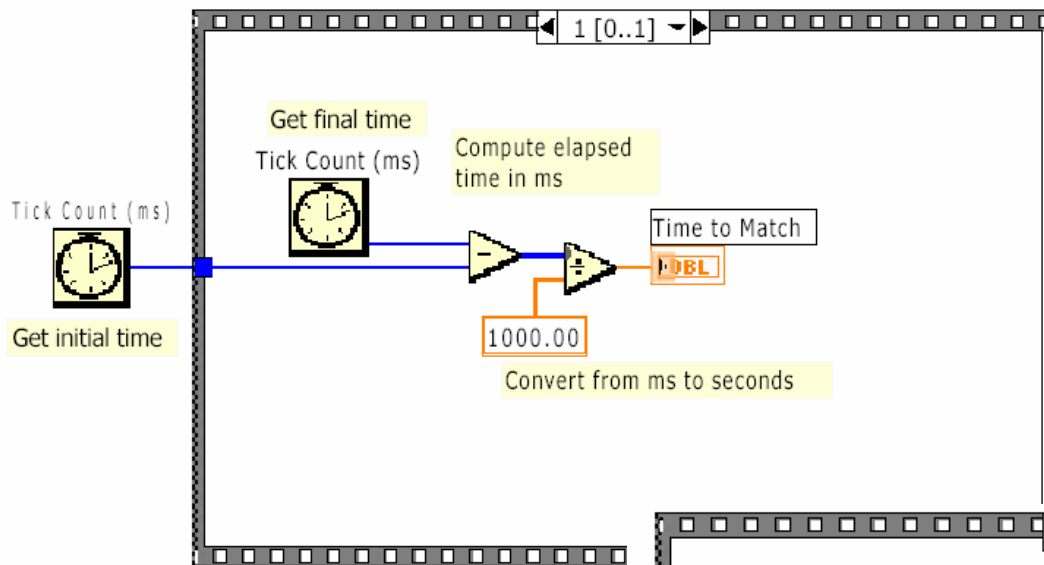 1 [0..1]
Get final time
Tick Count (ms)
Compute elapsed
time in ms
Tick Count (ms)
Time to Match
DBL
Get initial time
1000.00
Convert from ms to seconds